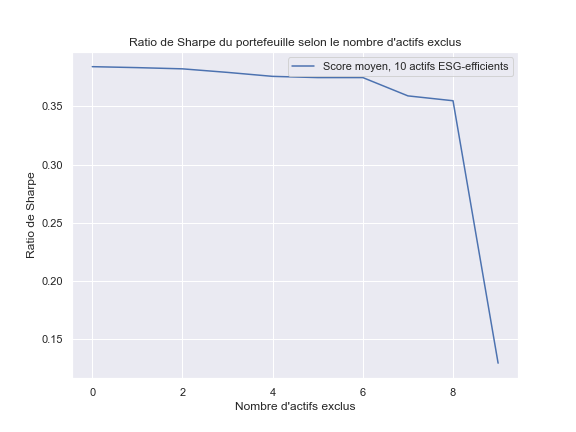 Ratio de Sharpe du portefeuille selon le nombre d'actifs exclus
Score moyen, 10 actifs ESG-efficients
0.35
0.30
0.25
0.20
0.15
Ratio de Sharpe
0 2 4 6 8
Nombre d'actifs exclus